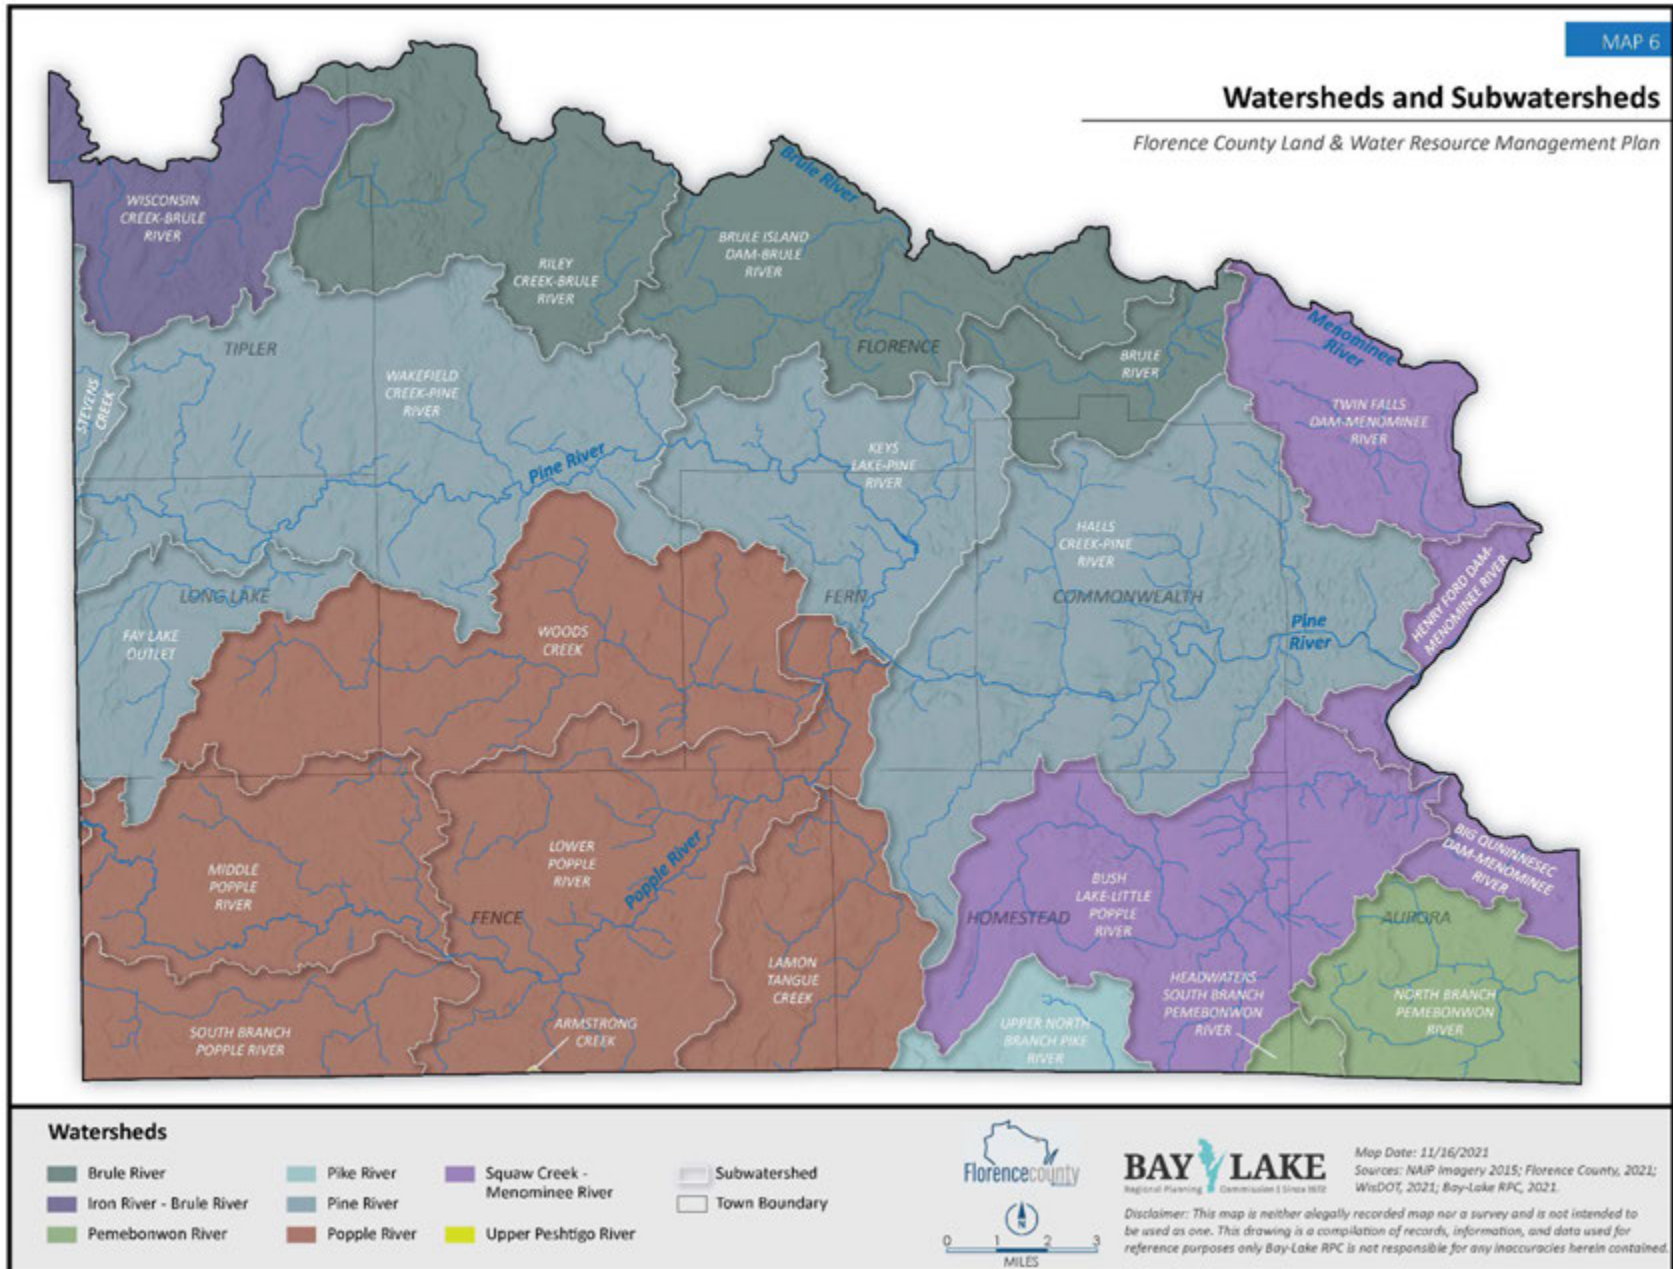 MAP 6
Watersheds and Subwatersheds
Florence County Land & Water Resource Management Plan
Brule River
WISCONSIN
CREEK-BRULE
RIVER
BRULE ISLAND
DAM-BRULE
RIVER
RILEY
CREEK-BRULE
RIVER
Menominee
River
TIPLER
FLORENCE
BRULE
RIVER
STEVENS
CREEK
WAKEFIELD
CREEK-PINE
RIVER
TWIN FALLS
DAM-MENOMINEE
RIVER
Pine River
KEYS
LAKE-PINE
RIVER
HALLS
CREEK-PINE
RIVER
LONG LAKE
FERN
COMMONWEALTH
HENRY FORD DAM-
MENOMINEE RIVER
FAY LAKE
OUTLET
WOODS
CREEK
Pine
River
MIDDLE
POPPLE
RIVER
LOWER
POPPLE
RIVER
Popple River
BIG QUNINNESEC
DAM-MENOMINEE
RIVER
BUSH
LAKE-LITTLE
POPPLE
RIVER
FENCE
HOMESTEAD
AURORA
LAMON
TANGUE
CREEK
HEADWATERS
SOUTH BRANCH
PEMEBONWON
RIVER
NORTH BRANCH
PEMEBONWON
RIVER
SOUTH BRANCH
POPPLE RIVER
ARMSTRONG
CREEK
UPPER NORTH
BRANCH PIKE
RIVER
Watersheds
Brule River
Iron River - Brule River
Pemebonwon River
Pike River
Pine River
Popple River
Squaw Creek -
Menominee River
Upper Peshtigo River
Subwatershed
Town Boundary
Florencecounty
N
0 1 2 3
MILES
BAY LAKE
Regional Planning Commission | Since 1972
Map Date: 11/16/2021
Sources: NAIP Imagery 2015; Florence County, 2021;
WisDOT, 2021; Bay-Lake RPC, 2021.
Disclaimer: This map is neither alegally recorded map nor a survey and is not intended to
be used as one. This drawing is a compilation of records, information, and data used for
reference purposes only Bay-Lake RPC is not responsible for any inaccuracies herein contained.